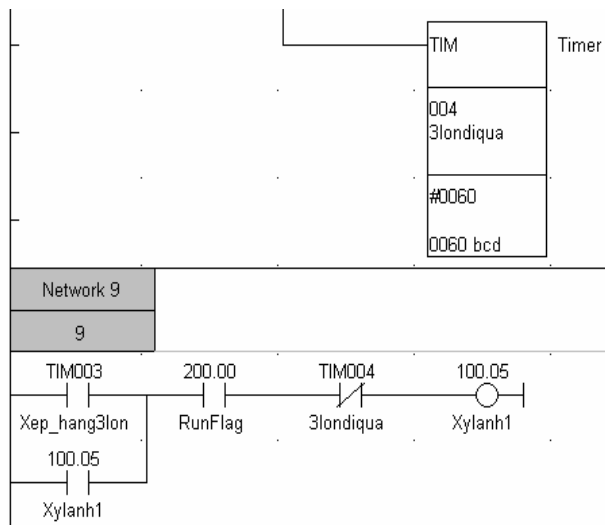 TIM Timer
004
3londiqua
#0060
0060 bcd
Network 9
9
TIM003 200.00 TIM004 100.05
Xep_hang3lon RunFlag 3londiqua Xylanh1
100.05
Xylanh1